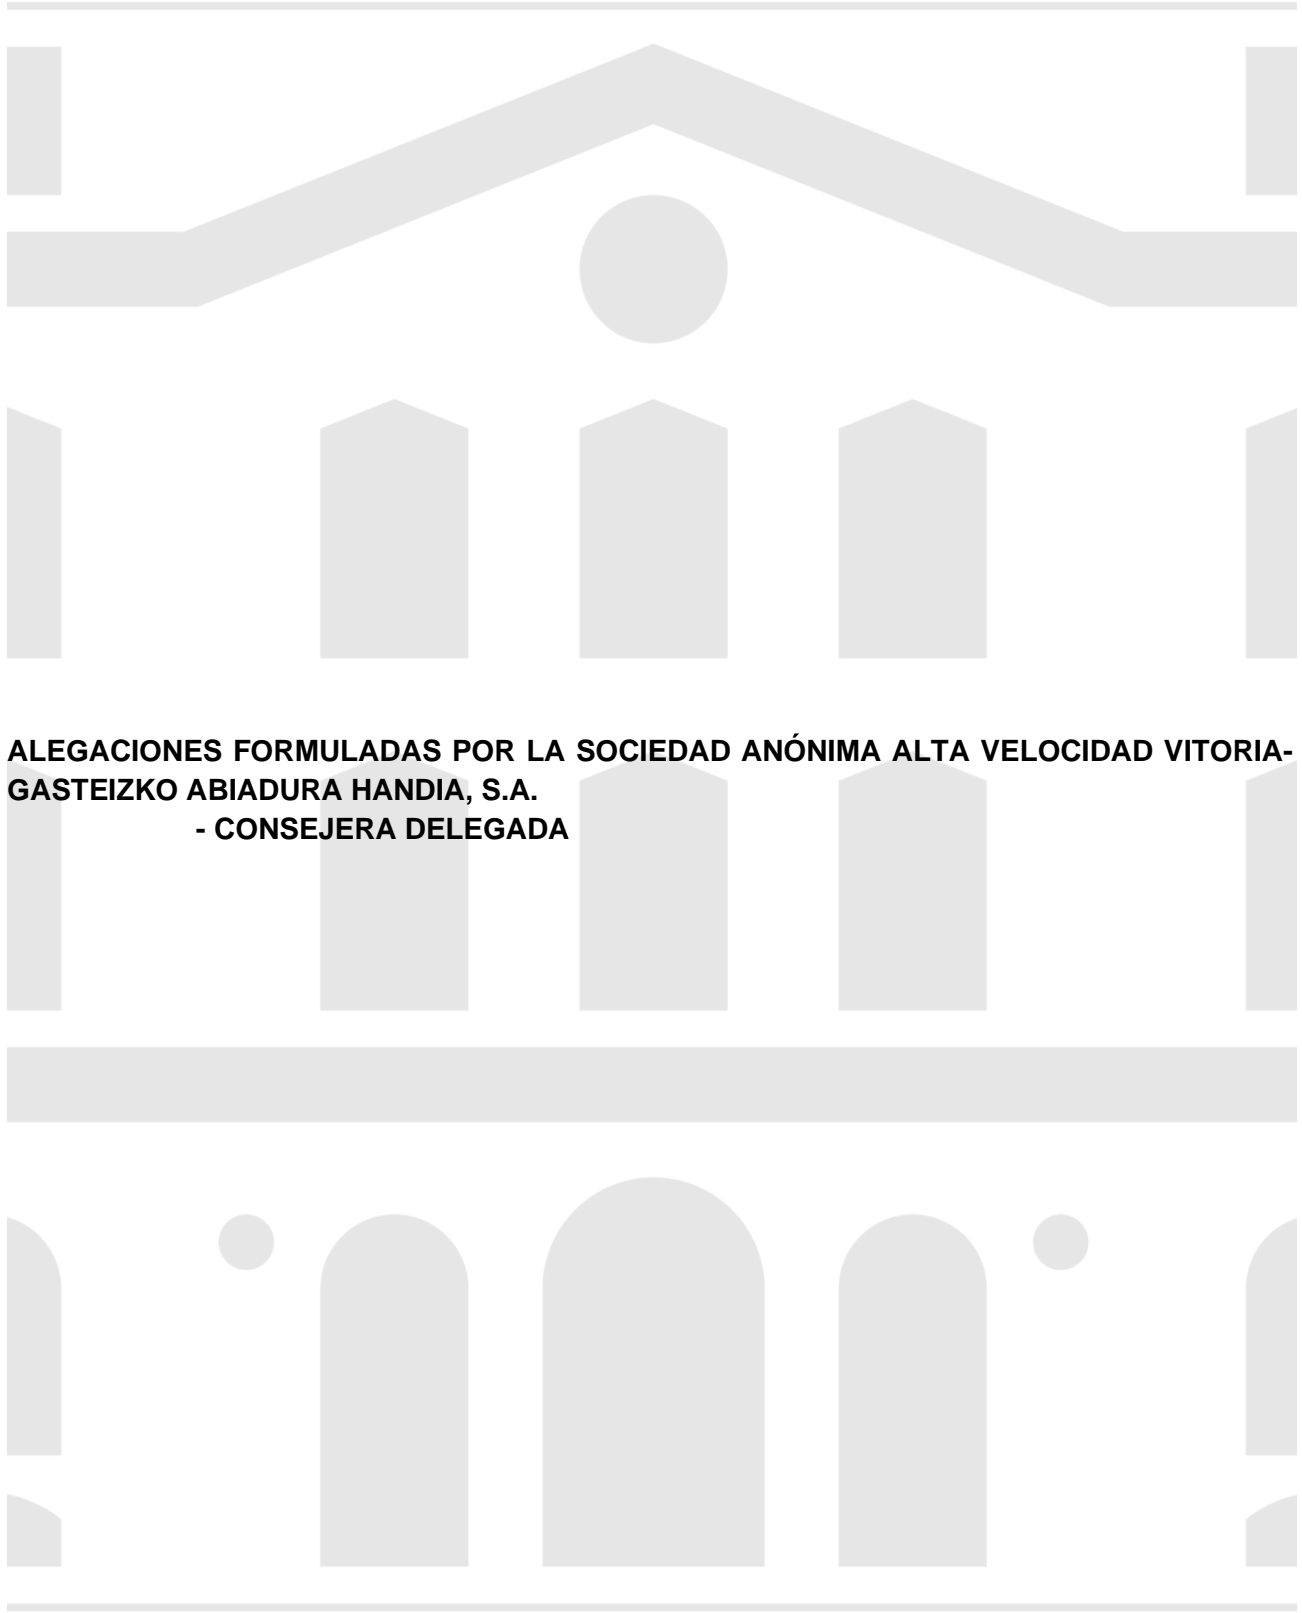 ALEGACIONES FORMULADAS POR LA SOCIEDAD ANÓNIMA ALTA VELOCIDAD VITORIA-
GASTEIZKO ABIADURA HANDIA, S.A.
- CONSEJERA DELEGADA